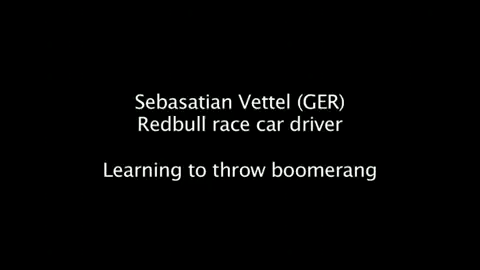 Sebasatian Vettel (GER)
Redbull race car driver
Learning to throw boomerang